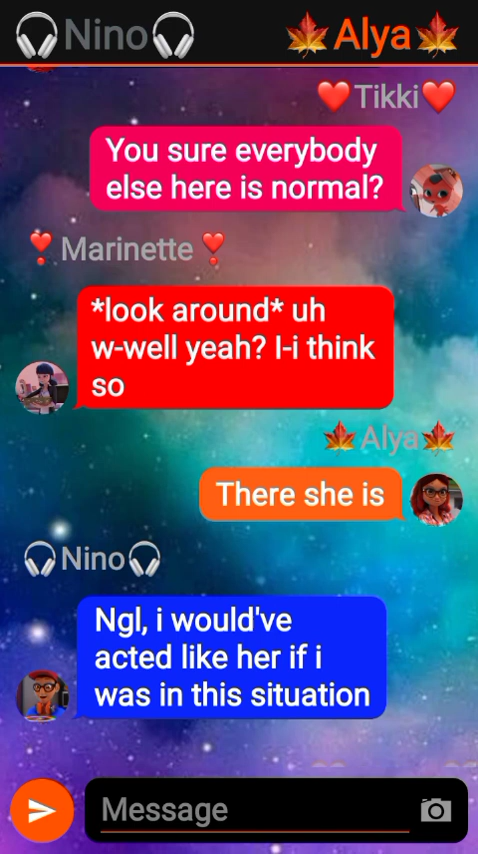 🎧Nino🎧
🍁Alya🍁
❤️Tikki❤️
You sure everybody
else here is normal?
❣️Marinette❣️
*look around* uh
w-well yeah? I-i think
so
🍁Alya🍁
There she is
🎧Nino🎧
Ngl, i would've
acted like her if i
was in this situation
Message